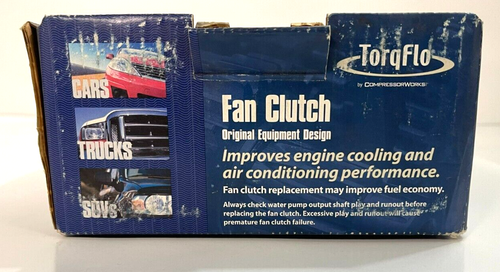 TorqFlo
by COMPRESSORWORKS
CARS
TRUCKS
SUVs
Fan Clutch
Original Equipment Design
Improves engine cooling and
air conditioning performance.
Fan clutch replacement may improve fuel economy.
Always check water pump output shaft play and runout before
replacing the fan clutch. Excessive play and runout will cause
premature fan clutch failure.